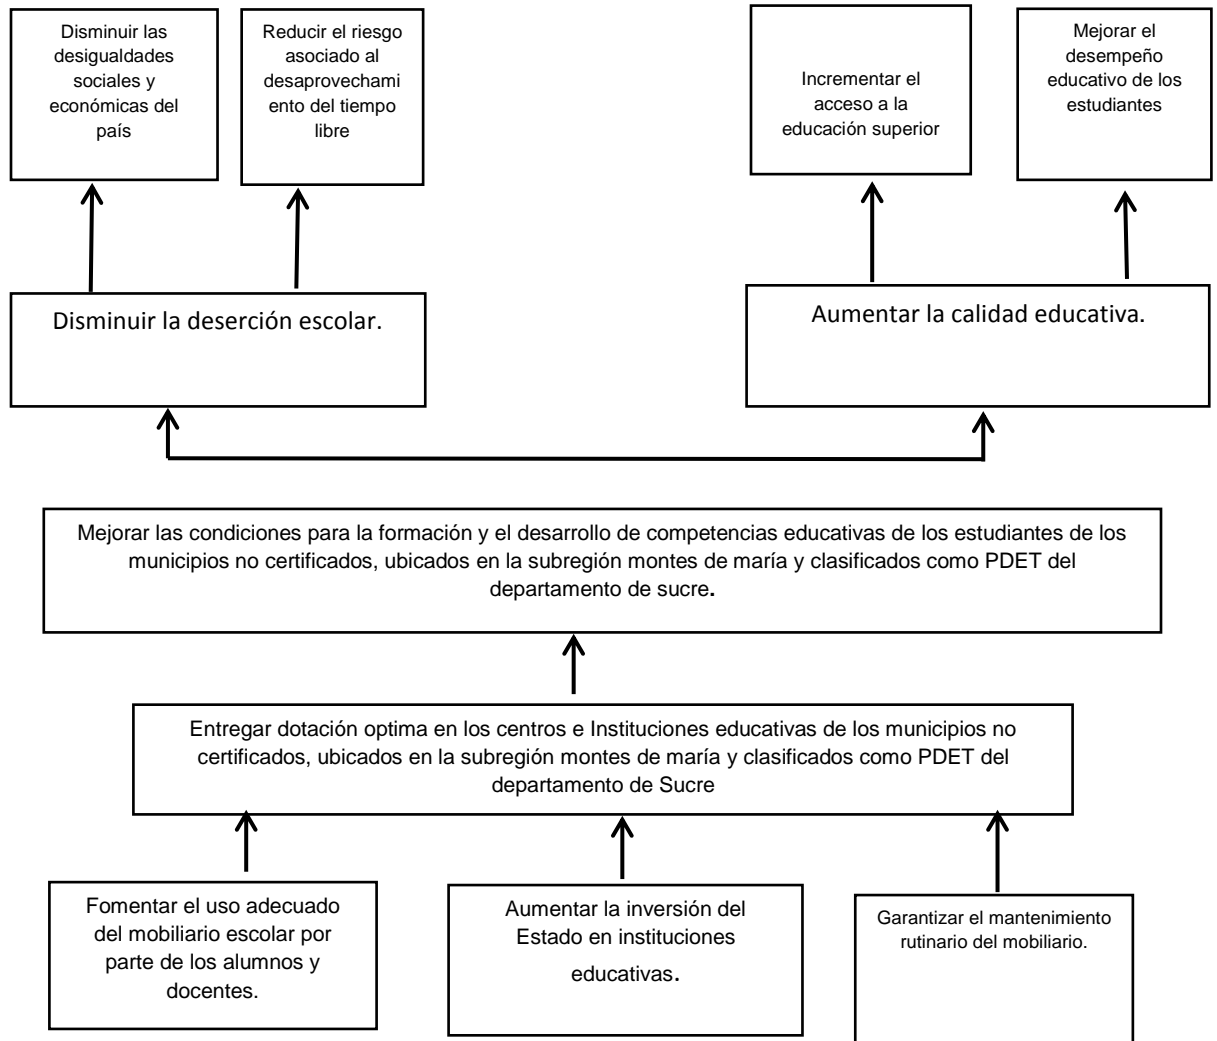 Disminuir las
desigualdades
sociales y
económicas del
país
Reducir el riesgo
asociado al
desaprovechami
ento del tiempo
libre
Incrementar el
acceso a la
educación superior
Mejorar el
desempeño
educativo de los
estudiantes
Disminuir la deserción escolar.
Aumentar la calidad educativa.
Mejorar las condiciones para la formación y el desarrollo de competencias educativas de los estudiantes de los
municipios no certificados, ubicados en la subregión montes de maría y clasificados como PDET del
departamento de sucre.
Entregar dotación optima en los centros e Instituciones educativas de los municipios no
certificados, ubicados en la subregión montes de maría y clasificados como PDET del
departamento de Sucre
Fomentar el uso adecuado
del mobiliario escolar por
parte de los alumnos y
docentes.
Aumentar la inversión del
Estado en instituciones
educativas.
Garantizar el mantenimiento
rutinario del mobiliario.